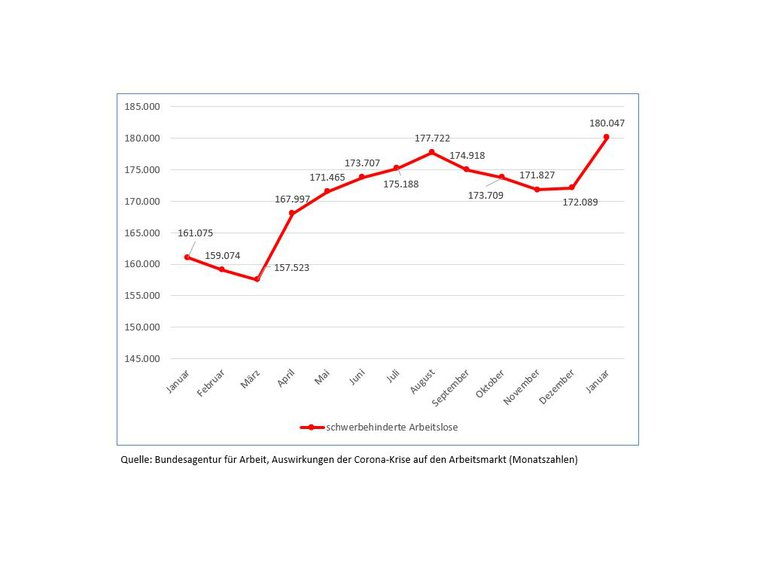 185.000
180.000
175.000
170.000
165.000
160.000
155.000
150.000
145.000
161.075
159.074
157.523
167.997
171.465
173.707
175.188
177.722
174.918
173.709
171.827
172.089
180.047
Januar
Februar
März
April
Mai
Juni
Juli
August
September
Oktober
November
Dezember
Januar
schwerbehinderte Arbeitslose
Quelle: Bundesagentur für Arbeit, Auswirkungen der Corona-Krise auf den Arbeitsmarkt (Monatszahlen)